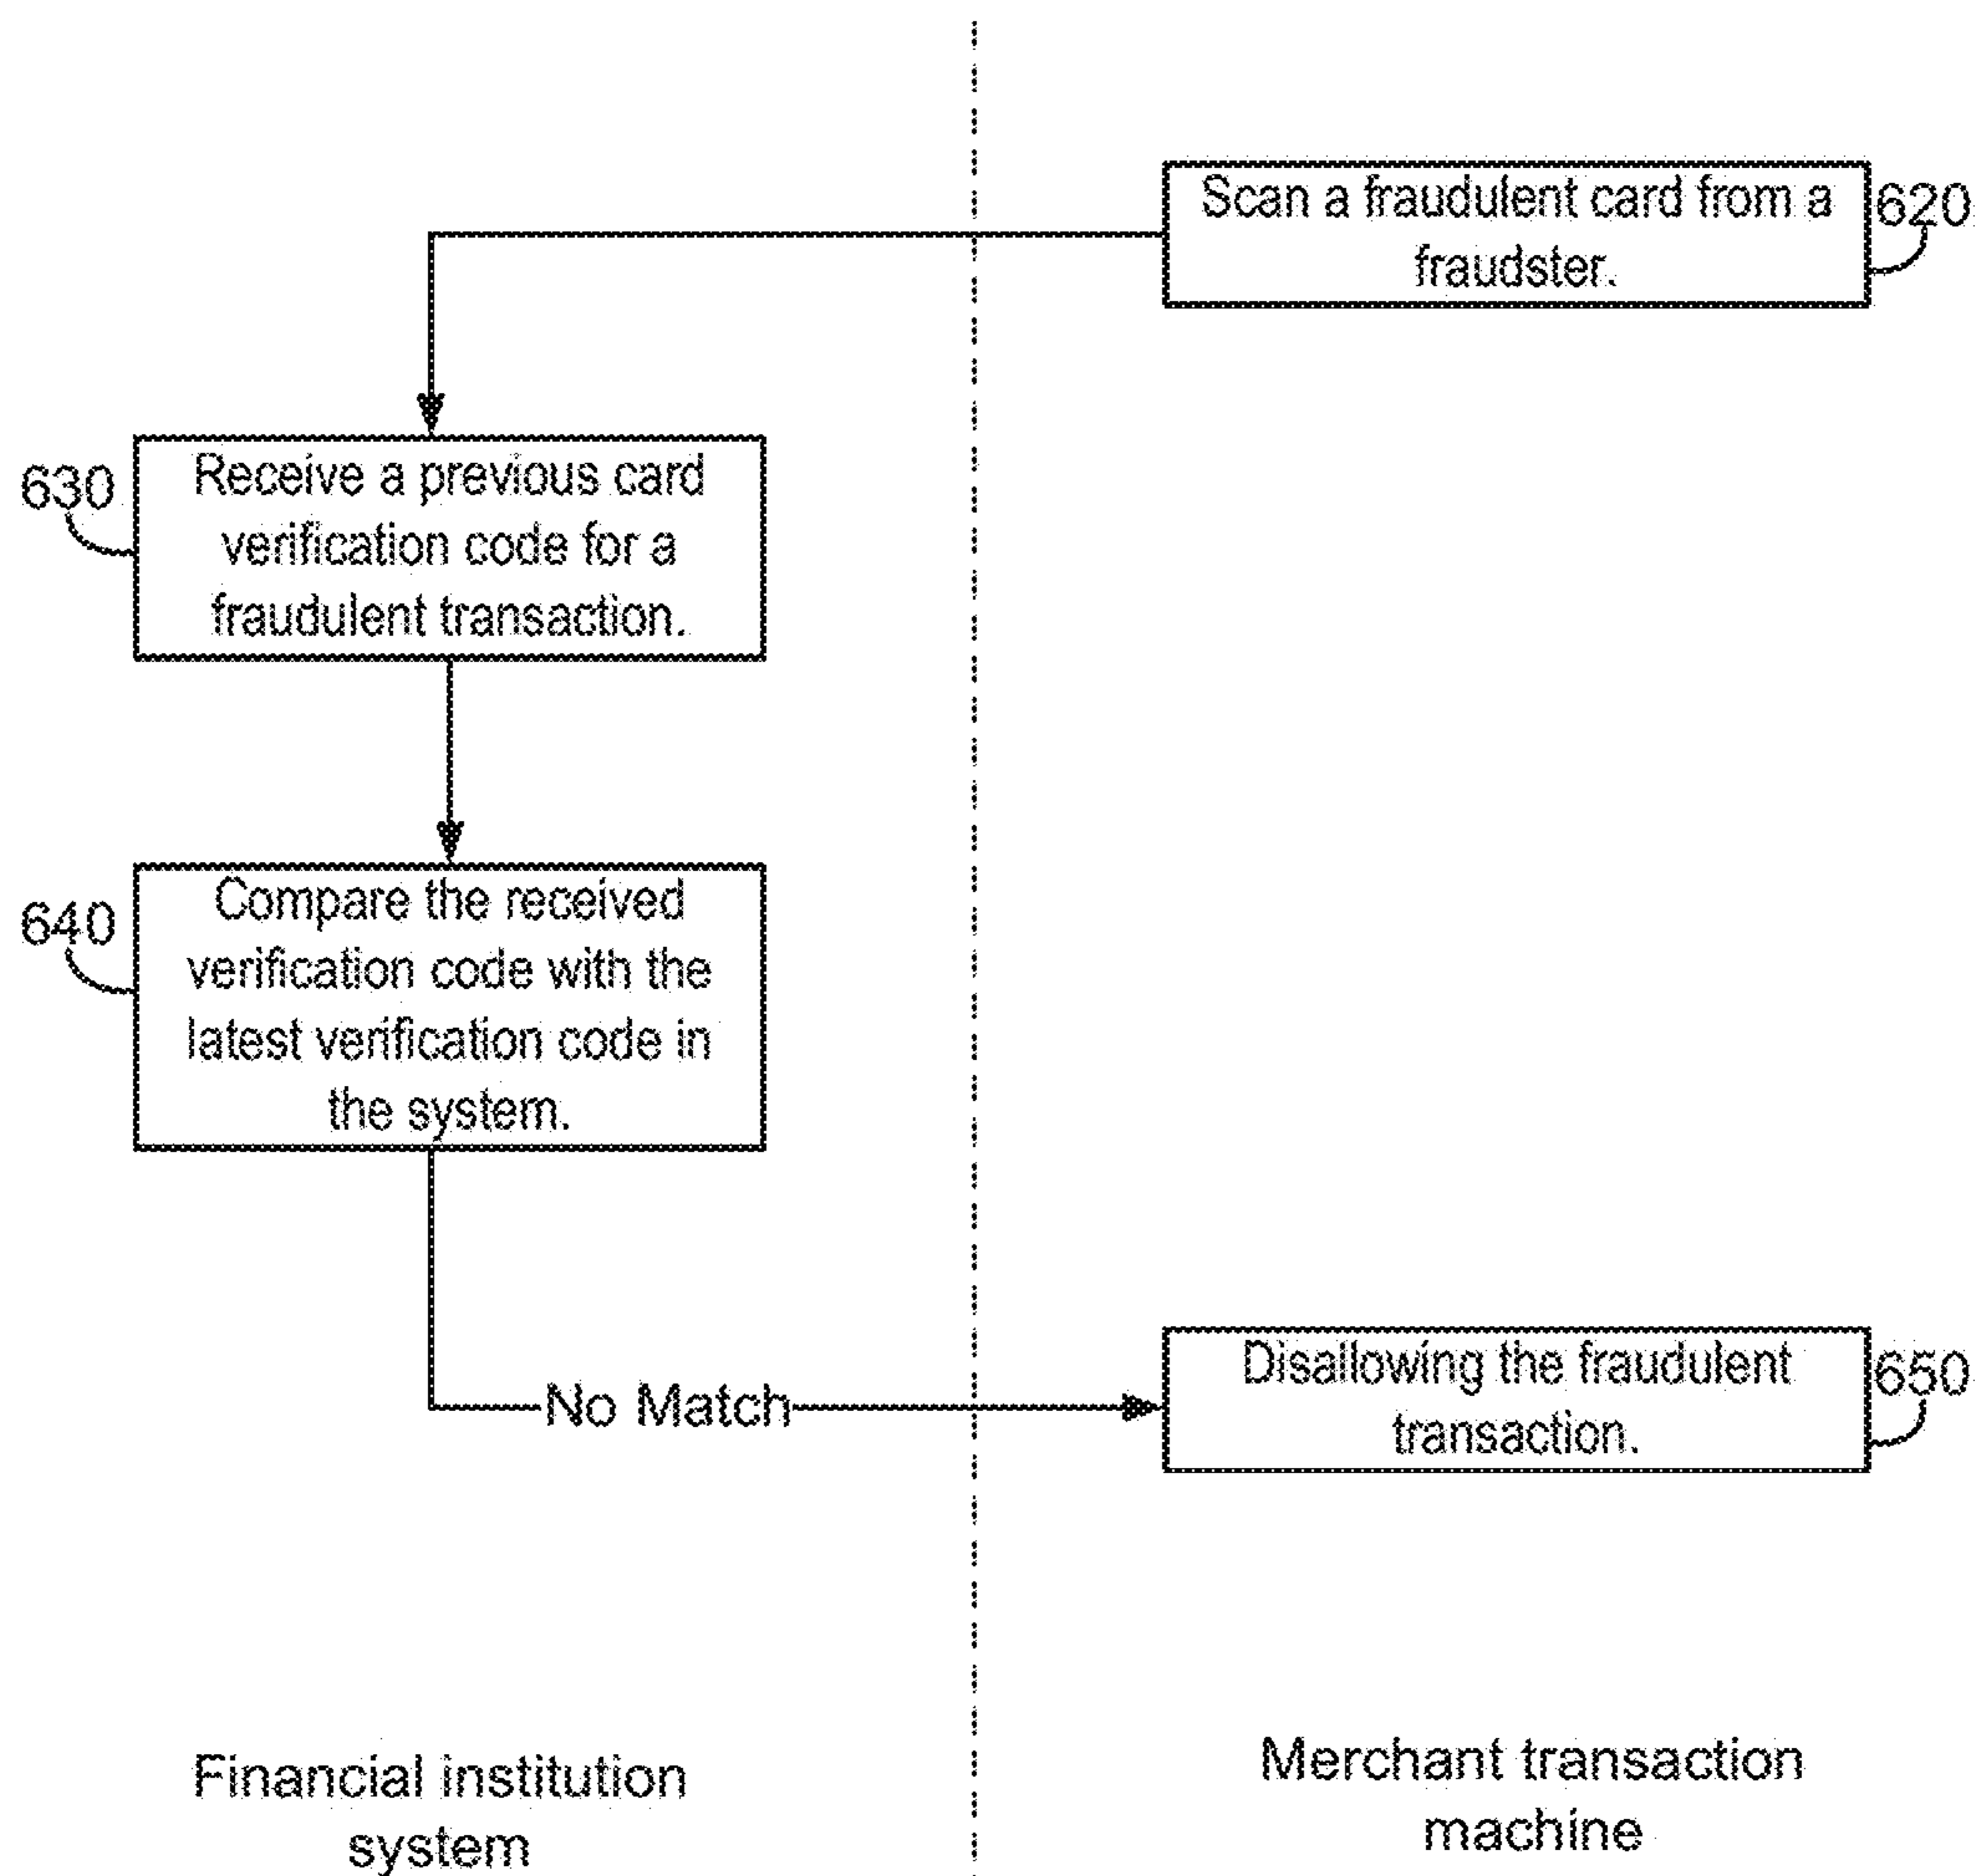 Scan a fraudulent card from a
fraudster.
620
630
Receive a previous card
verification code for a
fraudulent transaction.
640
Compare the received
verification code with the
latest verification code in
the system.
No Match
Disallowing the fraudulent
transaction.
650
Financial institution
system
Merchant transaction
machine